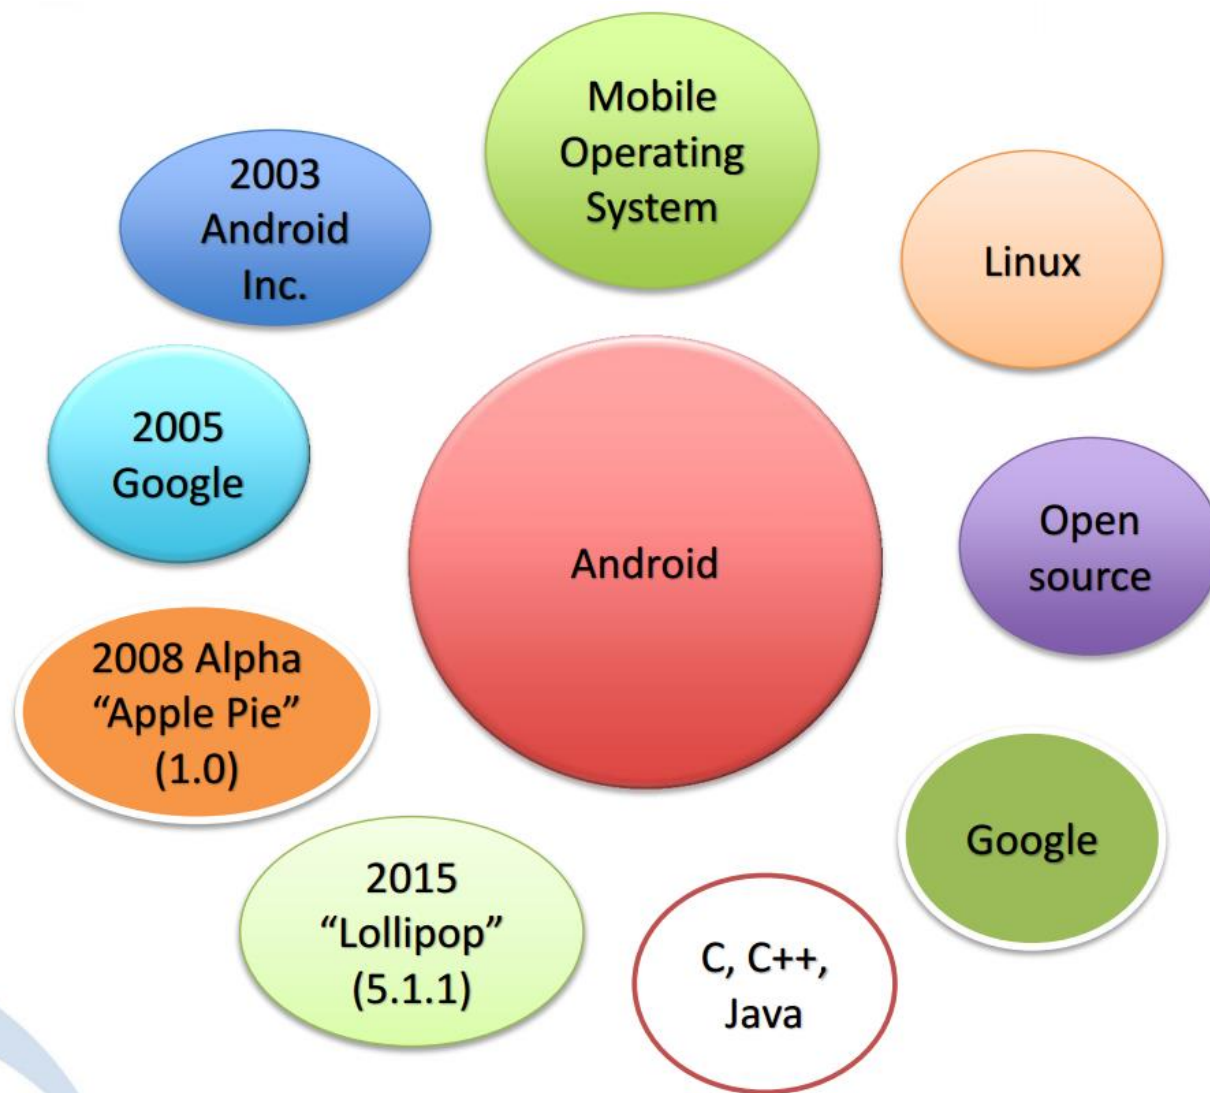 Mobile
Operating
System
2003
Android
Inc.
Linux
2005
Google
Open
source
Android
2008 Alpha
“Apple Pie”
(1.0)
Google
2015
“Lollipop”
(5.1.1)
C, C++,
Java